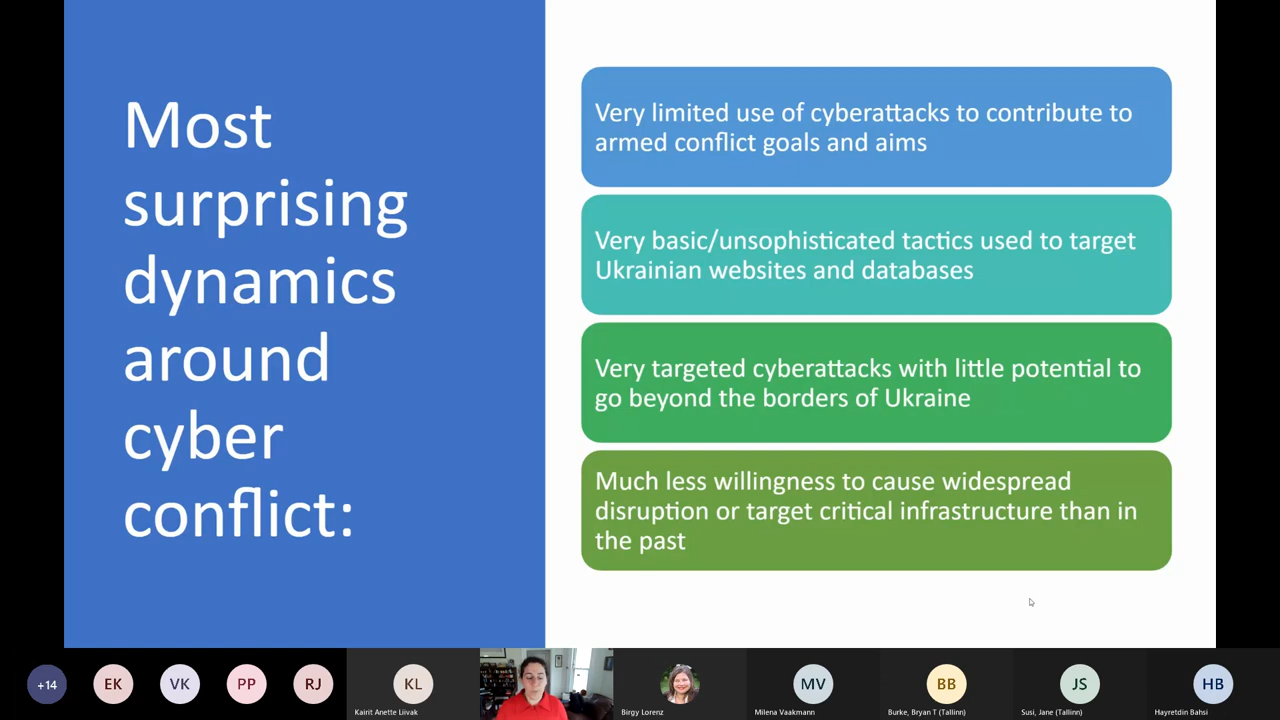 Most
surprising
dynamics
around
cyber
conflict:
Very limited use of cyberattacks to contribute to
armed conflict goals and aims
Very basic/unsophisticated tactics used to target
Ukrainian websites and databases
Very targeted cyberattacks with little potential to
go beyond the borders of Ukraine
Much less willingness to cause widespread
disruption or target critical infrastructure than in
the past
+14
EK
VK
PP
RJ
KL
MV
BB
JS
HB
Kairit Anette Liivak
Birgy Lorenz
Milena Vaakmann
Burke, Bryan T (Tallinn)
Susi, Jane (Tallinn)
Hayretdin Bahsi